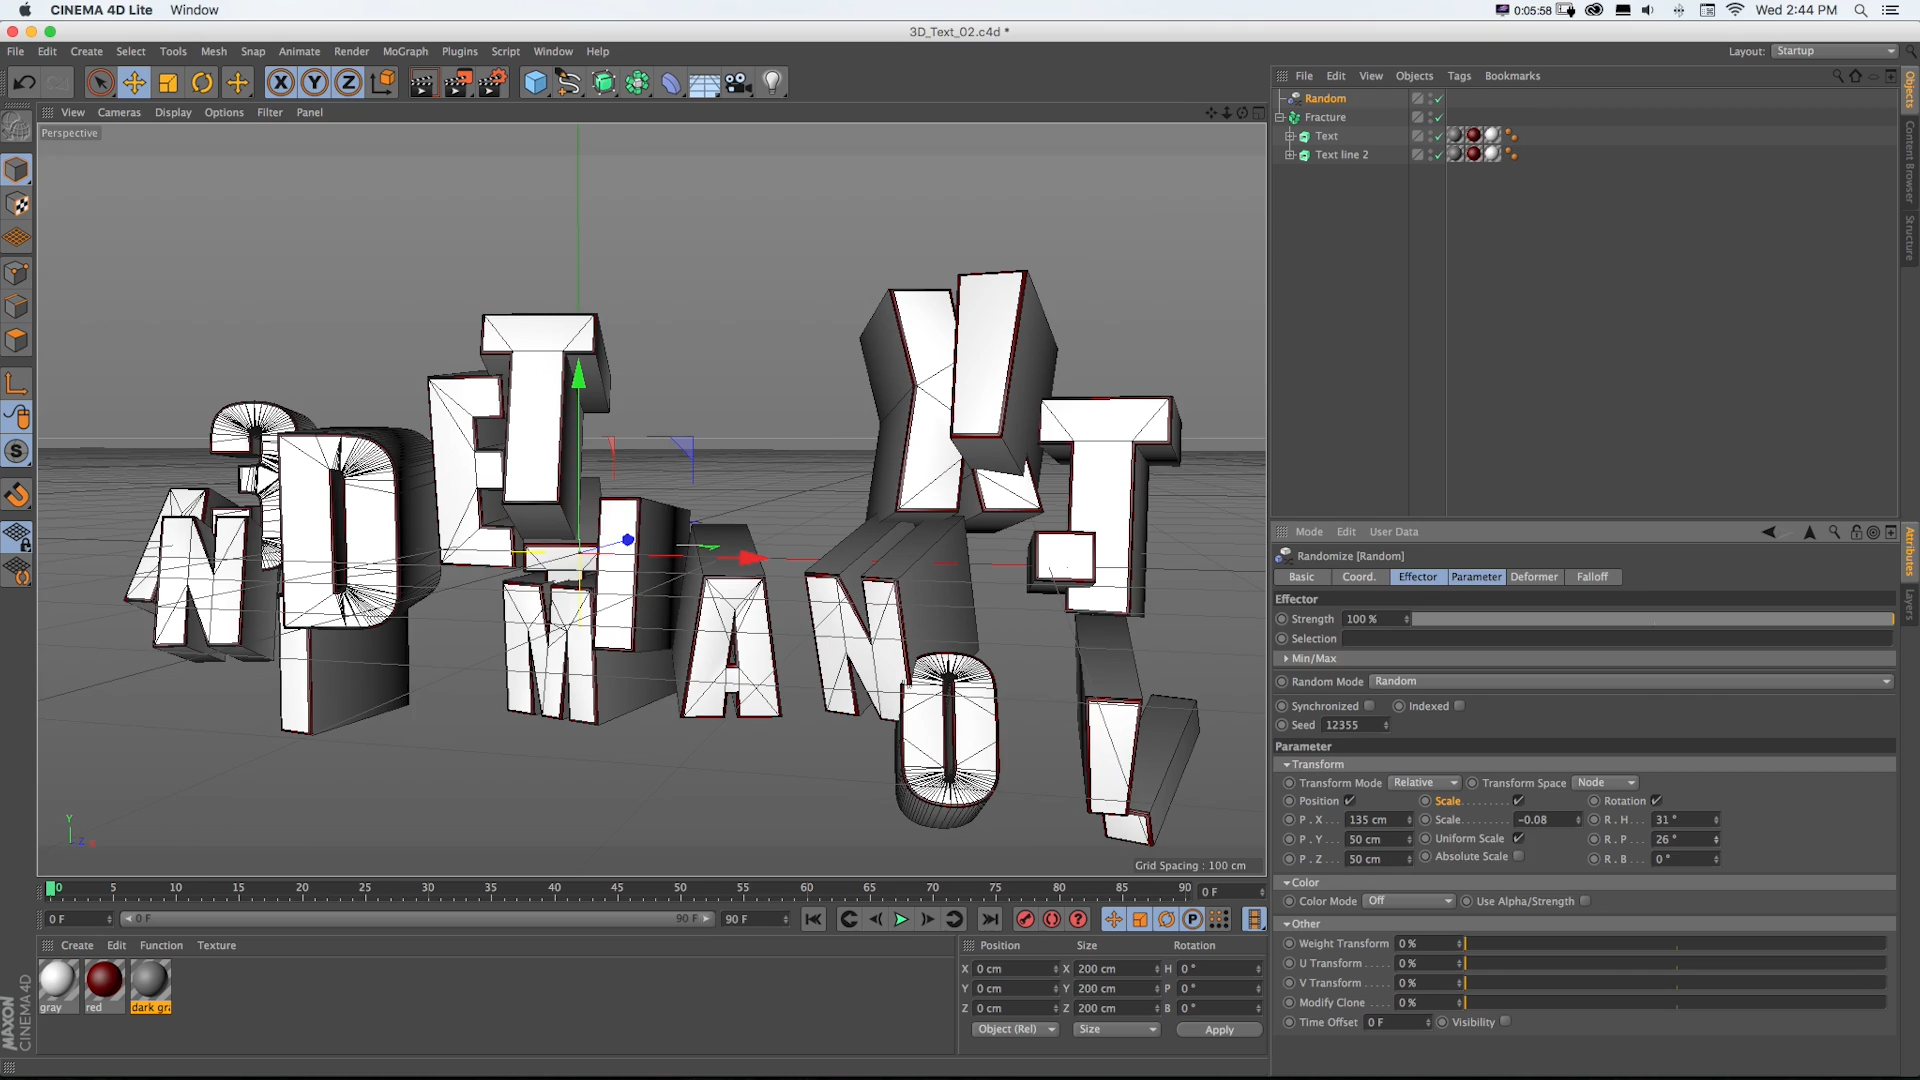 CINEMA 4D Lite Window
0:05:58 Wed 2:44 PM
3D_Text_02.c4d *
File Edit Create Select Tools Mesh Snap Animate Render MoGraph Plugins Script Window Help
Layout: Startup
X Y Z
File Edit View Objects Tags Bookmarks
Random
Fracture
Text
Text line 2
Objects
Content Browser
Structure
View Cameras Display Options Filter Panel
Perspective
3 D T E X T
A N I M A N O
Y
Z X
Grid Spacing : 100 cm
Mode Edit User Data
Randomize [Random]
Basic Coord. Effector Parameter Deformer Falloff
Effector
Strength 100 %
Selection
Min/Max
Random Mode Random
Synchronized Indexed
Seed 12355
Parameter
Transform
Transform Mode Relative Transform Space Node
Position Scale Rotation
P . X 135 cm Scale -0.08 R . H 31 °
P . Y 50 cm Uniform Scale R . P 26 °
P . Z 50 cm Absolute Scale R . B 0 °
Color
Color Mode Off Use Alpha/Strength
Other
Weight Transform 0 %
U Transform 0 %
V Transform 0 %
Modify Clone 0 %
Time Offset 0 F Visibility
Attributes
Layers
0 5 10 15 20 25 30 35 40 45 50 55 60 65 70 75 80 85 90 0 F
0 F 0 F 90 F 90 F
P
Create Edit Function Texture
gray red dark gra
MAXON
CINEMA 4D
Position Size Rotation
X 0 cm X 200 cm H 0 °
Y 0 cm Y 200 cm P 0 °
Z 0 cm Z 200 cm B 0 °
Object (Rel) Size Apply